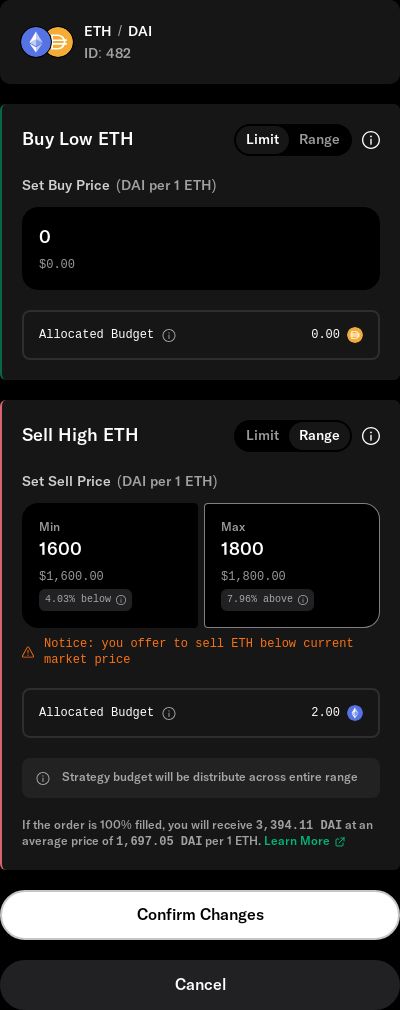 ETH / DAI
ID: 482
Buy Low ETH
Limit Range
Set Buy Price (DAI per 1 ETH)
0
$0.00
Allocated Budget
0.00
Sell High ETH
Limit Range
Set Sell Price (DAI per 1 ETH)
Min
1600
$1,600.00
4.03% below
Max
1800
$1,800.00
7.96% above
Notice: you offer to sell ETH below current
market price
Allocated Budget
2.00
Strategy budget will be distribute across entire range
If the order is 100% filled, you will receive 3,394.11 DAI at an
average price of 1,697.05 DAI per 1 ETH. Learn More
Confirm Changes
Cancel